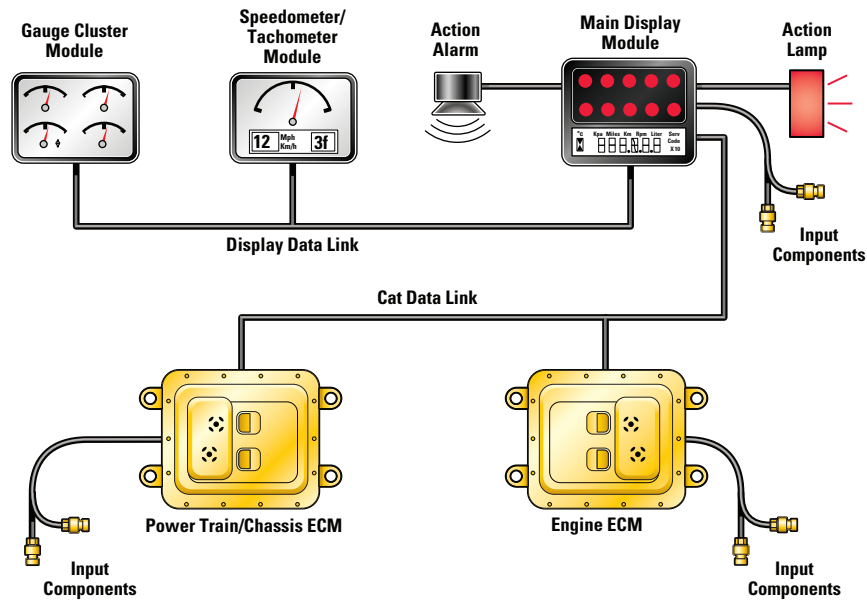 Gauge Cluster
Module
Speedometer/
Tachometer
Module
Action
Alarm
Main Display
Module
Action
Lamp
12
Mph
Km/h
3f
°C
Kpa Miles Km Rpm Liter
Serv
Code
X10
Display Data Link
Input
Components
Cat Data Link
Power Train/Chassis ECM
Engine ECM
Input
Components
Input
Components